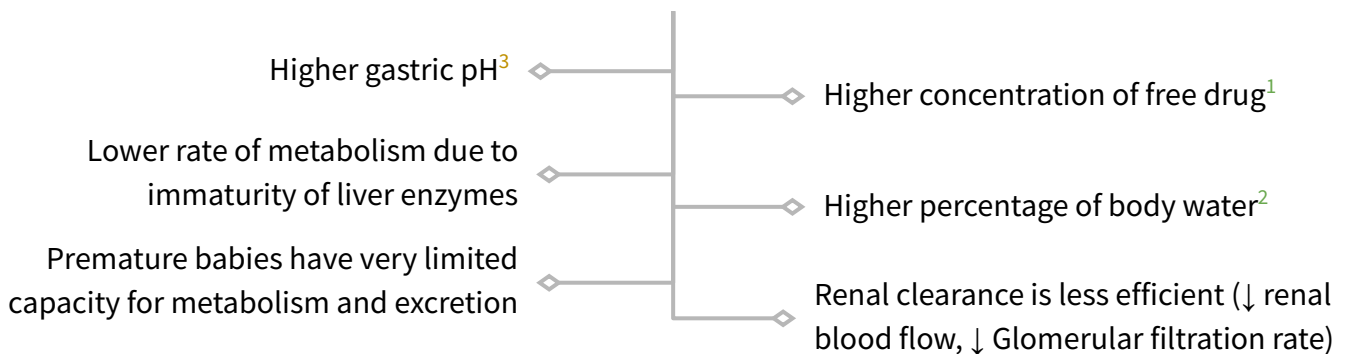 Higher gastric pH³
Lower rate of metabolism due to
immaturity of liver enzymes
Premature babies have very limited
capacity for metabolism and excretion
Higher concentration of free drug¹
Higher percentage of body water²
Renal clearance is less efficient (↓ renal
blood flow, ↓ Glomerular filtration rate)